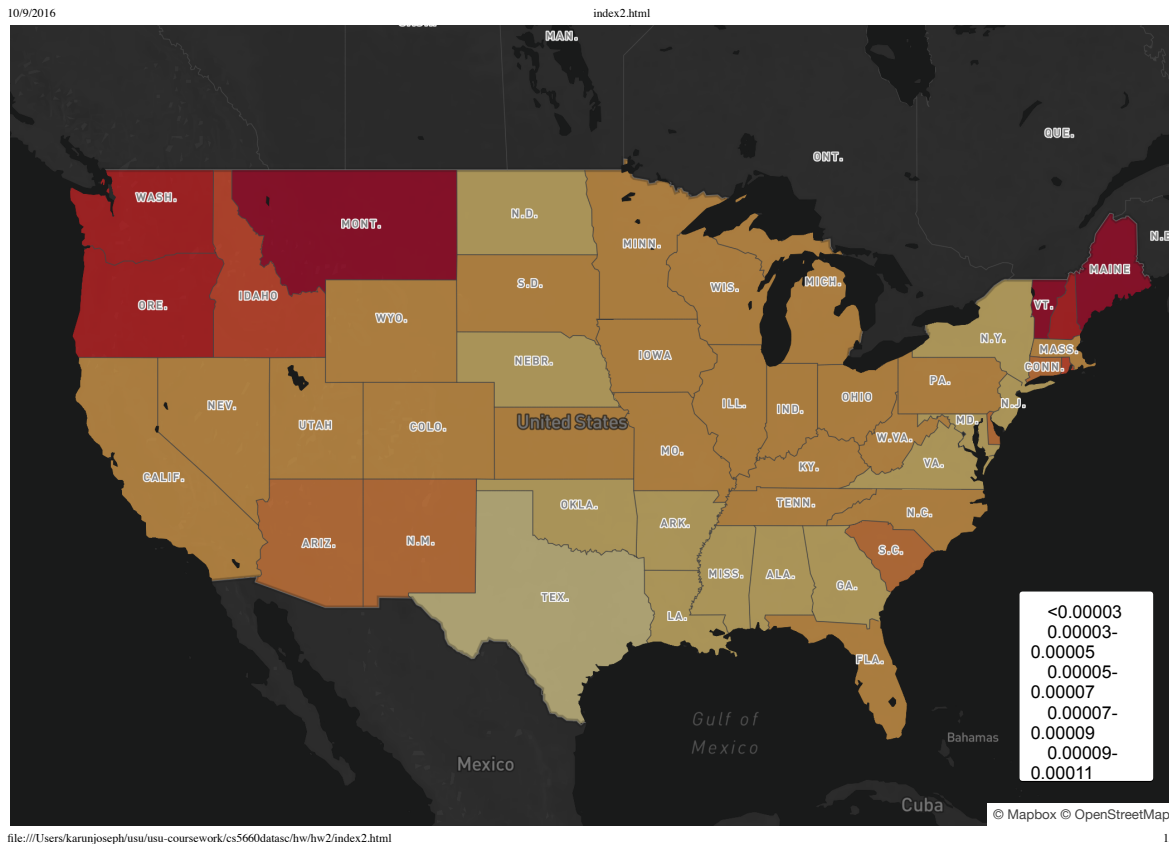 10/9/2016
index2.html
MAN.
QUE.
ONT.
WASH.
MONT.
N.D.
MINN.
MAINE
ORE.
IDAHO
S.D.
WIS.
MICH.
VT.
WYO.
N.Y.
IOWA
MASS.
NEBR.
CONN.
PA.
NEV.
ILL.
IND.
OHIO
N.J.
UTAH
COLO.
United States
MD.
W.VA.
CALIF.
MO.
KY.
VA.
OKLA.
TENN.
N.C.
ARK.
ARIZ.
N.M.
S.C.
MISS.
ALA.
GA.
TEX.
LA.
FLA.
<0.00003
0.00003-
0.00005
0.00005-
0.00007
0.00007-
0.00009
0.00009-
0.00011
Gulf of
Mexico
Bahamas
Mexico
Cuba
© Mapbox © OpenStreetMap
file:///Users/karunjoseph/usu/usu-coursework/cs5660datasc/hw/hw2/index2.html
1